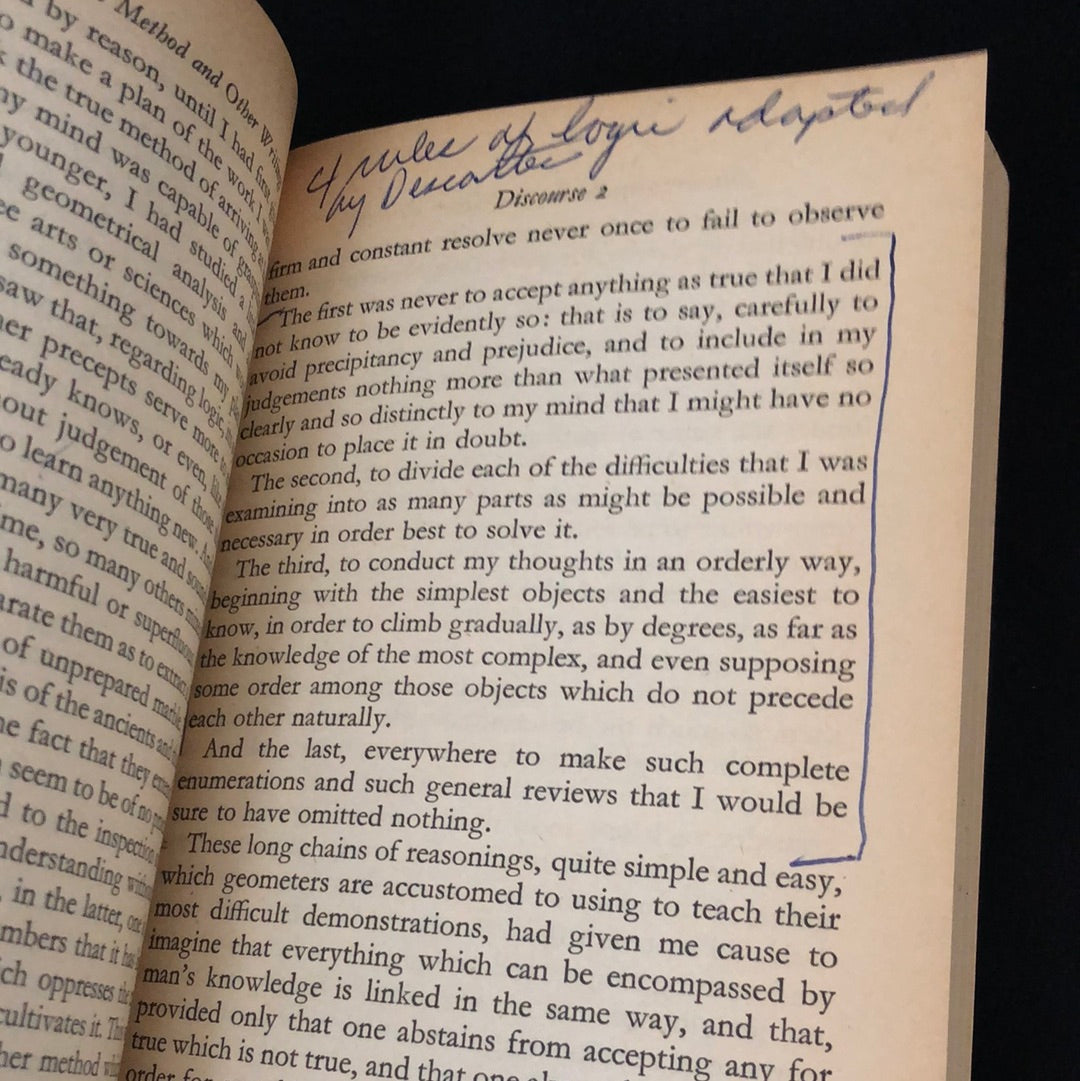 Method and Other
by reason, until I had first
to make a plan of the work I
the true method of arriving at
my mind was capable of
younger, I had studied a
geometrical analysis and
arts or sciences which
something towards my
saw that, regarding logic,
precepts serve more
already knows, or even,
judgement of those
to learn anything new. And
many very true and
so many others
harmful or superfluous
them as to extract
of unprepared marble.
of the ancients and
fact that they
seem to be of no
to the inspection
understanding
in the latter, one
that it has
oppresses the
cultivates it.
method
4 rules of logic adapted
by Descartes
Discourse 2
firm and constant resolve never once to fail to observe
them.
The first was never to accept anything as true that I did
not know to be evidently so: that is to say, carefully to
avoid precipitancy and prejudice, and to include in my
judgements nothing more than what presented itself so
clearly and so distinctly to my mind that I might have no
occasion to place it in doubt.
The second, to divide each of the difficulties that I was
examining into as many parts as might be possible and
necessary in order best to solve it.
The third, to conduct my thoughts in an orderly way,
beginning with the simplest objects and the easiest to
know, in order to climb gradually, as by degrees, as far as
the knowledge of the most complex, and even supposing
some order among those objects which do not precede
each other naturally.
And the last, everywhere to make such complete
enumerations and such general reviews that I would be
sure to have omitted nothing.
These long chains of reasonings, quite simple and easy,
which geometers are accustomed to using to teach their
most difficult demonstrations, had given me cause to
imagine that everything which can be encompassed by
man's knowledge is linked in the same way, and that,
provided only that one abstains from accepting any for
true which is not true, and that one
order